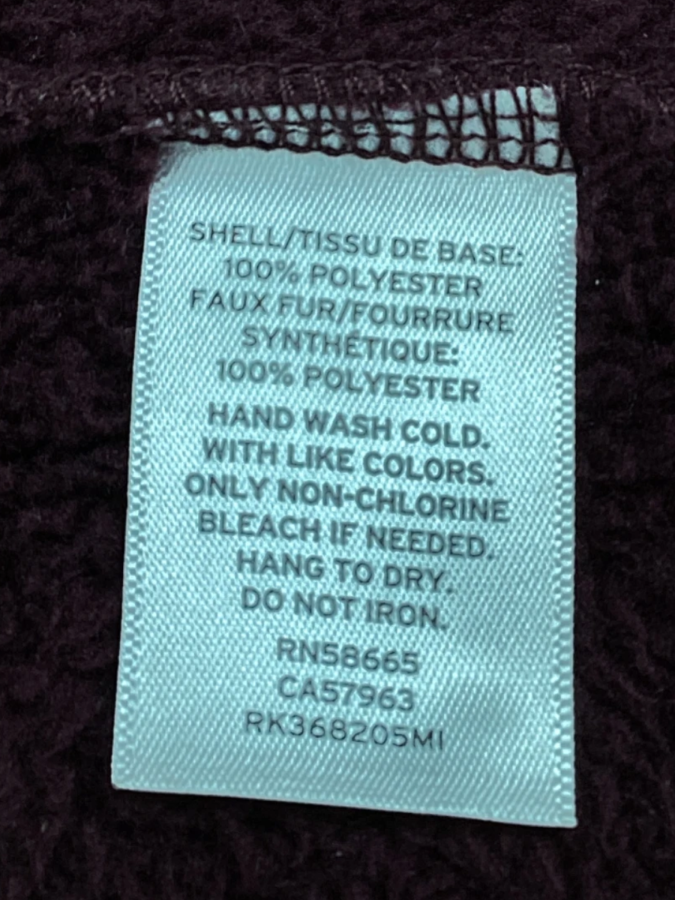 SHELL/TISSU DE BASE:
100% POLYESTER
FAUX FUR/FOURRURE
SYNTHÉTIQUE:
100% POLYESTER
HAND WASH COLD.
WITH LIKE COLORS.
ONLY NON-CHLORINE
BLEACH IF NEEDED.
HANG TO DRY.
DO NOT IRON.
RN58665
CA57963
RK368205MI